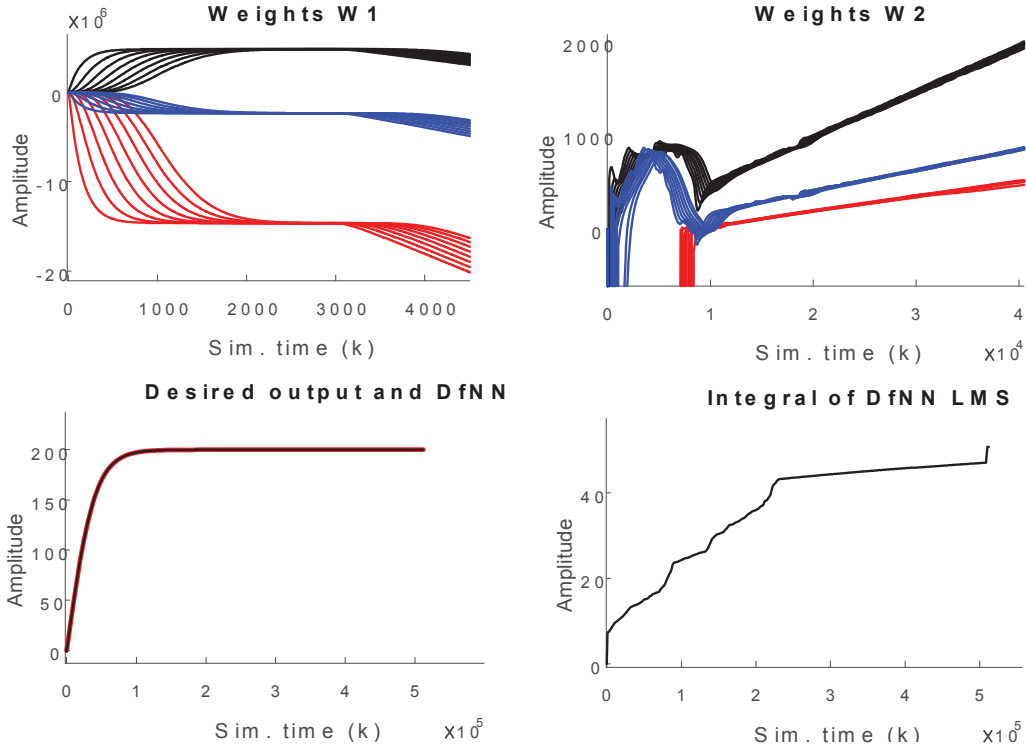 Weights W1
x10^6
0
-10
-20
Amplitude
0 1000 2000 3000 4000
Sim. time (k)
Weights W2
2000
1000
0
Amplitude
0 1 2 3 4
Sim. time (k) x10^4
Desired output and DfNN
200
150
100
50
0
Amplitude
0 1 2 3 4 5
Sim. time (k) x10^5
Integral of DfNN LMS
40
20
0
Amplitude
0 1 2 3 4 5
Sim. time (k) x10^5